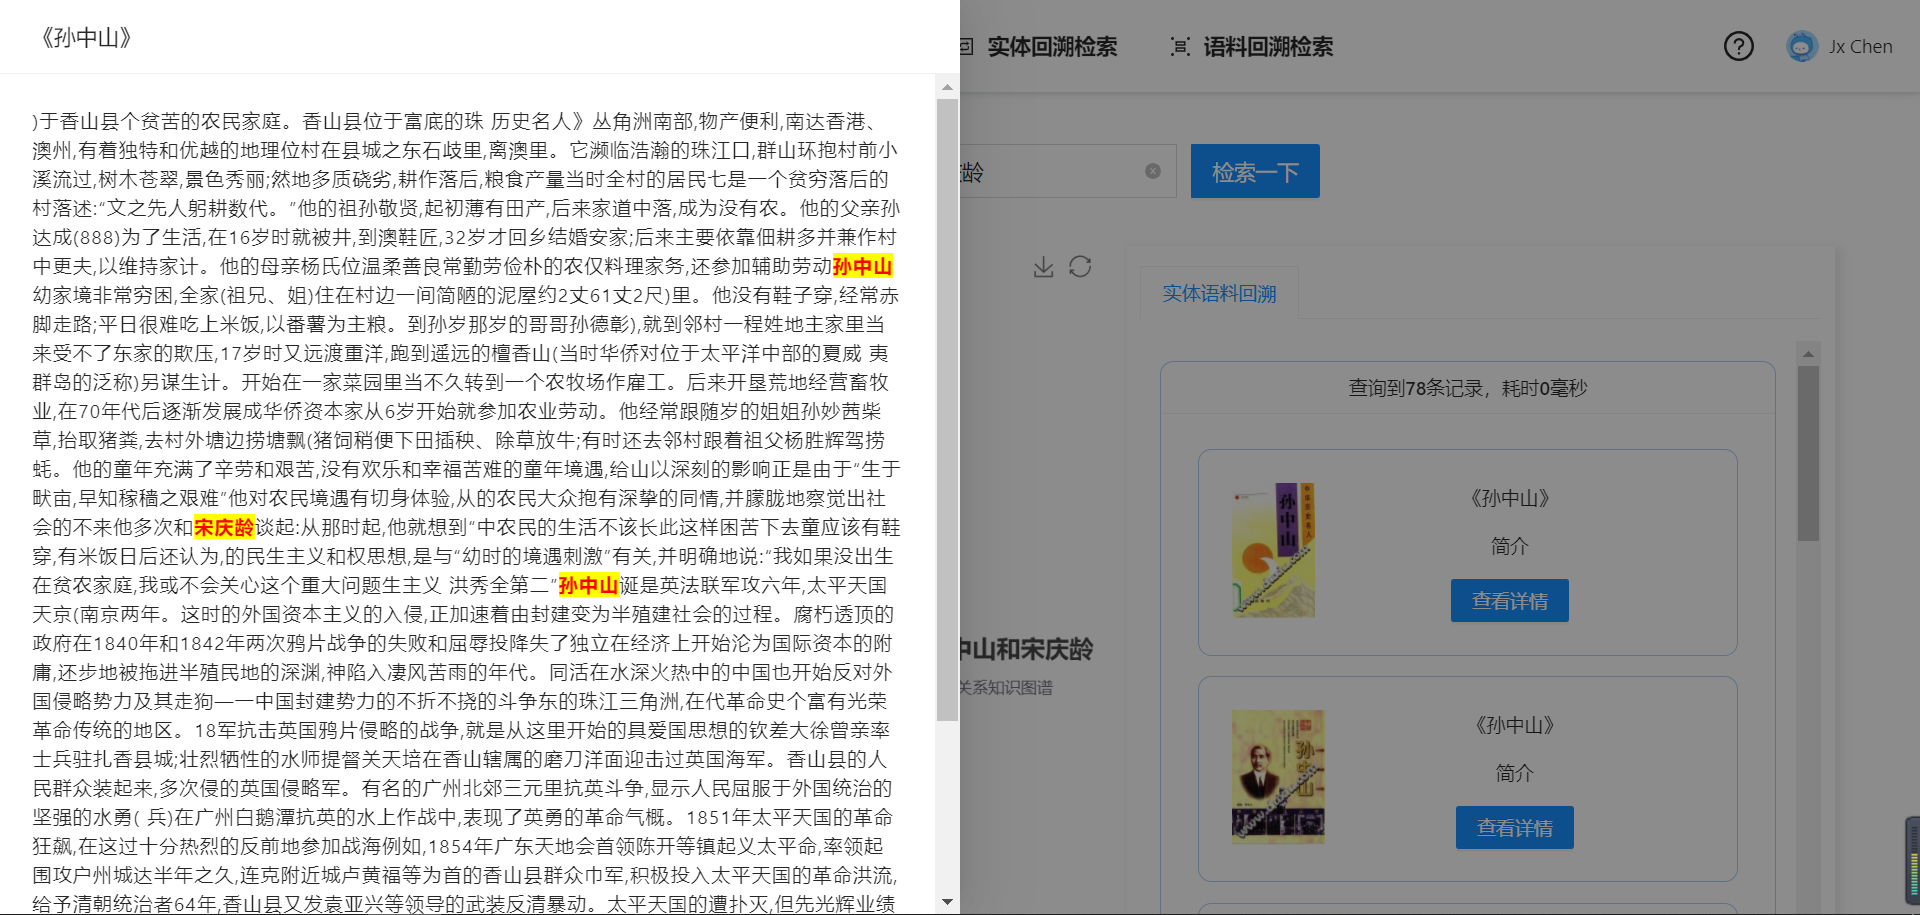 《孙中山》
)于香山县个贫苦的农民家庭。香山县位于富底的珠 历史名人》丛角洲南部,物产便利,南达香港、
澳州,有着独特和优越的地理位村在县城之东石歧里,离澳里。它濒临浩瀚的珠江口,群山环抱村前小
溪流过,树木苍翠,景色秀丽;然地多质硗劣,耕作落后,粮食产量当时全村的居民七是一个贫穷落后的
村落述:“文之先人躬耕数代。”他的祖孙敬贤,起初薄有田产,后来家道中落,成为没有农。他的父亲孙
达成(888)为了生活,在16岁时就被井,到澳鞋匠,32岁才回乡结婚安家;后来主要依靠佃耕多并兼作村
中更夫,以维持家计。他的母亲杨氏位温柔善良常勤劳俭朴的农仅料理家务,还参加辅助劳动孙中山
幼家境非常穷困,全家(祖兄、姐)住在村边一间简陋的泥屋约2丈61丈2尺)里。他没有鞋子穿,经常赤
脚走路;平日很难吃上米饭,以番薯为主粮。到孙岁那岁的哥哥孙德彰),就到邻村一程姓地主家里当
来受不了东家的欺压,17岁时又远渡重洋,跑到遥远的檀香山(当时华侨对位于太平洋中部的夏威 夷
群岛的泛称)另谋生计。开始在一家菜园里当不久转到一个农牧场作雇工。后来开垦荒地经营畜牧
业,在70年代后逐渐发展成华侨资本家从6岁开始就参加农业劳动。他经常跟随岁的姐姐孙妙茜柴
草,抬取猪粪,去村外塘边捞塘飘(猪饲稍便下田插秧、除草放牛;有时还去邻村跟着祖父杨胜辉驾捞
蚝。他的童年充满了辛劳和艰苦,没有欢乐和幸福苦难的童年境遇,给山以深刻的影响正是由于“生于
畎亩,早知稼穑之艰难”他对农民境遇有切身体验,从的农民大众抱有深挚的同情,并朦胧地察觉出社
会的不来他多次和宋庆龄谈起:从那时起,他就想到“中农民的生活不该长此这样困苦下去童应该有鞋
穿,有米饭日后还认为,的民生主义和权思想,是与“幼时的境遇刺激”有关,并明确地说:“我如果没出生
在贫农家庭,我或不会关心这个重大问题生主义 洪秀全第二”孙中山诞是英法联军攻六年,太平天国
天京(南京两年。这时的外国资本主义的入侵,正加速着由封建变为半殖建社会的过程。腐朽透顶的
政府在1840年和1842年两次鸦片战争的失败和屈辱投降失了独立在经济上开始沦为国际资本的附
庸,还步地被拖进半殖民地的深渊,神陷入凄风苦雨的年代。同活在水深火热中的中国也开始反对外
国侵略势力及其走狗—一中国封建势力的不折不挠的斗争东的珠江三角洲,在代革命史个富有光荣
革命传统的地区。18军抗击英国鸦片侵略的战争,就是从这里开始的具爱国思想的钦差大徐曾亲率
士兵驻扎香县城;壮烈牺牲的水师提督关天培在香山辖属的磨刀洋面迎击过英国海军。香山县的人
民群众装起来,多次侵的英国侵略军。有名的广州北郊三元里抗英斗争,显示人民屈服于外国统治的
坚强的水勇( 兵)在广州白鹅潭抗英的水上作战中,表现了英勇的革命气概。1851年太平天国的革命
狂飙,在这过十分热烈的反前地参加战海例如,1854年广东天地会首领陈开等镇起义太平命,率领起
围攻户州城达半年之久,连克附近城卢黄福等为首的香山县群众巾军,积极投入太平天国的革命洪流,
给予清朝统治者64年,香山县又发袁亚兴等领导的武装反清暴动。太平天国的遭扑灭,但先光辉业绩
实体回溯检索
语料回溯检索
Jx Chen
龄
检索一下
实体语料回溯
查询到78条记录，耗时0毫秒
《孙中山》
简介
查看详情
中山和宋庆龄
关系知识图谱
《孙中山》
简介
查看详情